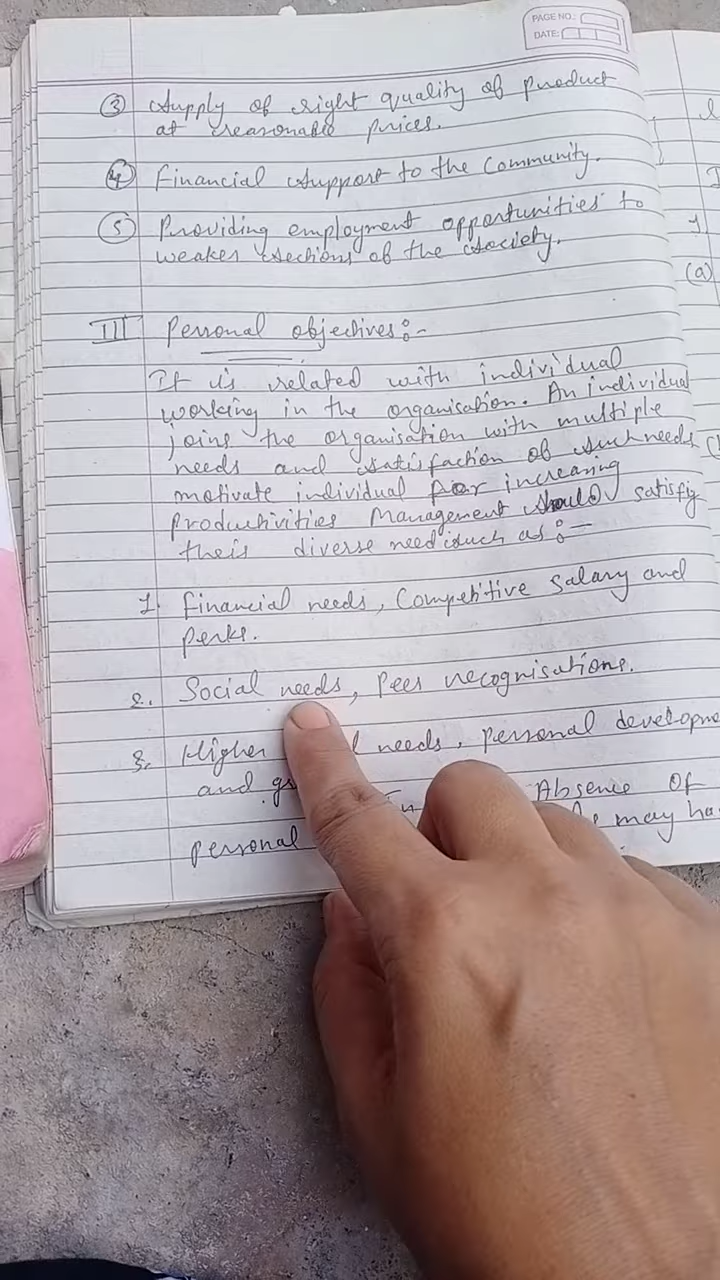 PAGE NO.:
DATE:
③ Supply of right quality of product
at reasonable prices.
④ Financial support to the Community.
⑤ Providing employment opportunities to
weaker sections of the society.
III Personal objectives:-
It is related with individual
working in the organisation. An individual
joins the organisation with multiple
needs and satisfaction of such needs
motivate individual for increasing
Productivities Management should satisfiy
their diverse need such as :-
1. Financial needs, Competitive Salary and
Perks.
2. Social needs, Peer recognisations.
3. Higher needs, personal developme
and Absence of
personal may ha
(a)